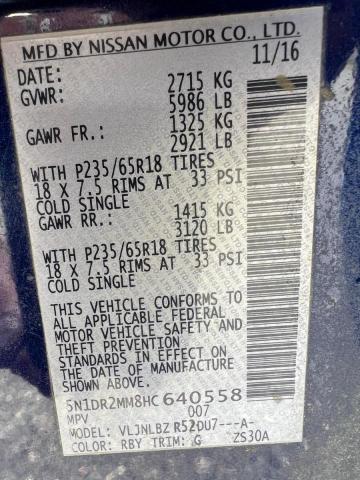 MFD BY NISSAN MOTOR CO., LTD.
DATE: 11/16
GVWR: 2715 KG
5986 LB
GAWR FR: 1325 KG
2921 LB
WITH P235/65R18 TIRES
18 X 7.5 RIMS AT 33 PSI
COLD SINGLE
GAWR RR: 1415 KG
3120 LB
WITH P235/65R18 TIRES
18 X 7.5 RIMS AT 33 PSI
COLD SINGLE
THIS VEHICLE CONFORMS TO
ALL APPLICABLE FEDERAL
MOTOR VEHICLE SAFETY AND
THEFT PREVENTION
STANDARDS IN EFFECT ON
THE DATE OF MANUFACTURE
SHOWN ABOVE.
5N1DR2MM8HC 640558
MPV 007
MODEL: VLJNLBZ R52DU7---A-
COLOR: RBY TRIM: G ZS30A